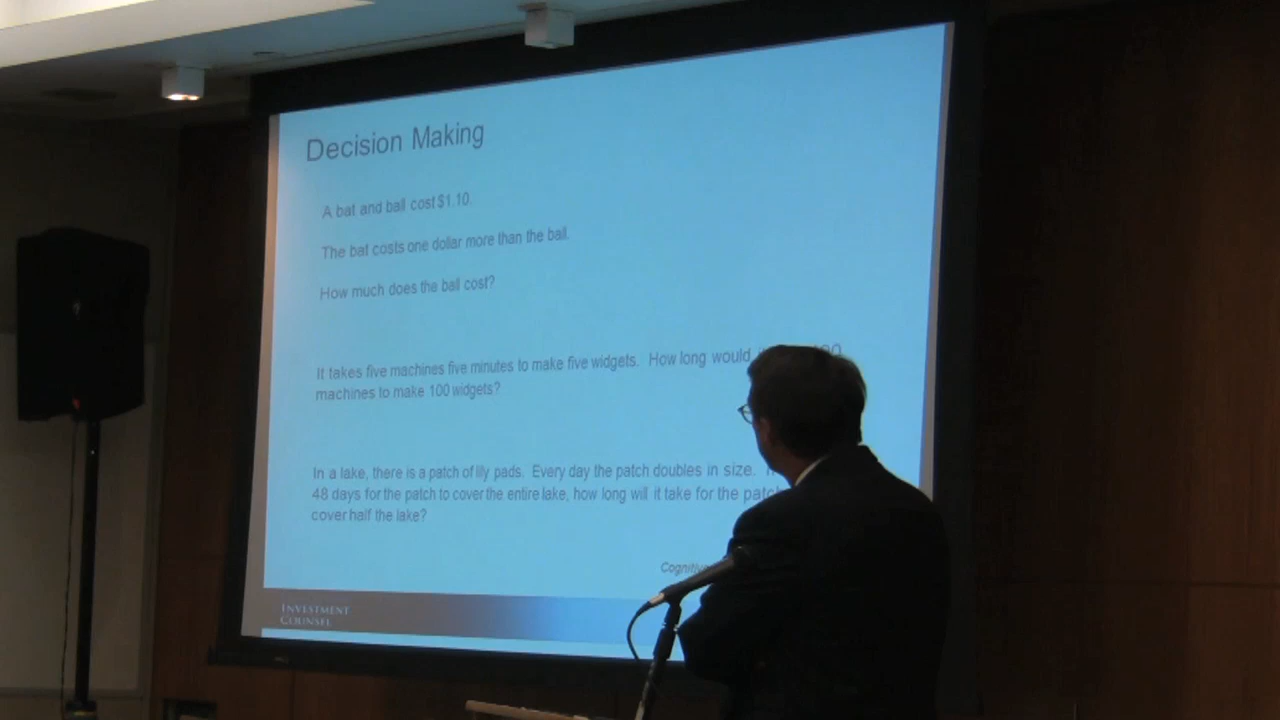 Decision Making
A bat and ball cost $1.10.
The bat costs one dollar more than the ball.
How much does the ball cost?
It takes five machines five minutes to make five widgets. How long would
machines to make 100 widgets?
In a lake, there is a patch of lily pads. Every day the patch doubles in size.
48 days for the patch to cover the entire lake, how long will it take for the patch
cover half the lake?
INVESTMENT
COUNSEL